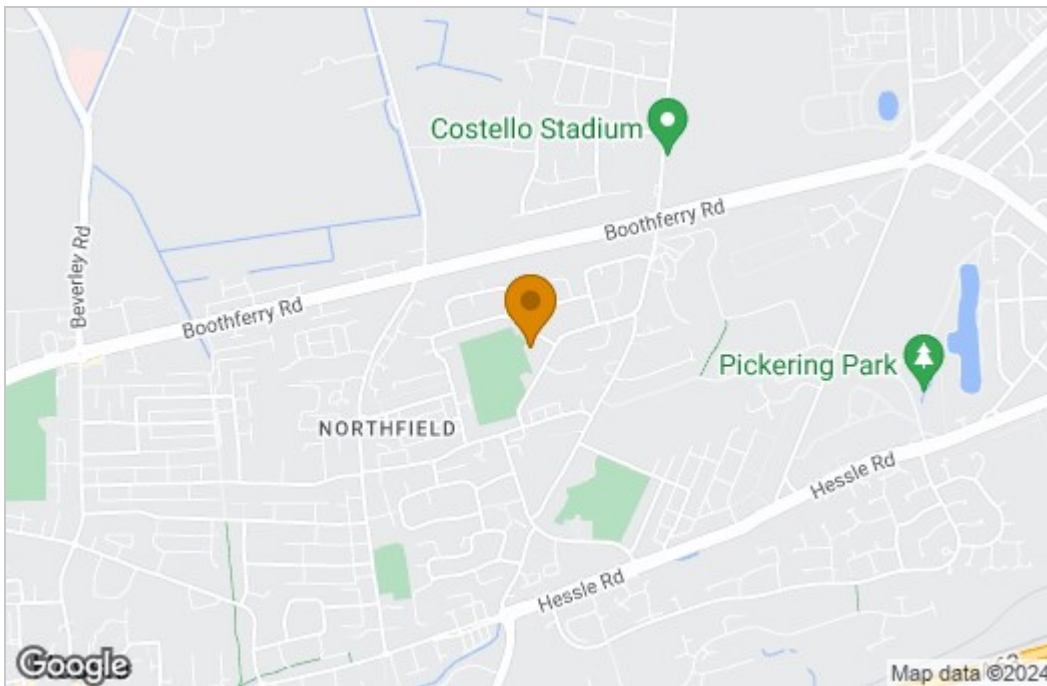 Costello Stadium
Boothferry Rd
Beverley Rd
Boothferry Rd
Pickering Park
NORTHFIELD
Hessle Rd
Hessle Rd
Google
Map data ©2024